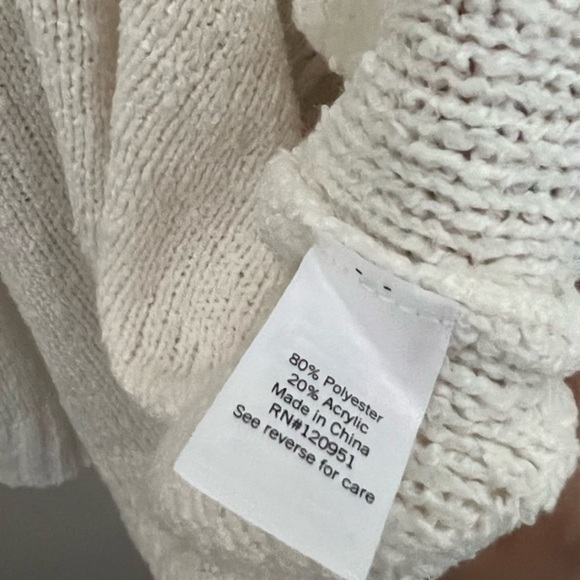 80% Polyester
20% Acrylic
Made in China
RN#120951
See reverse for care